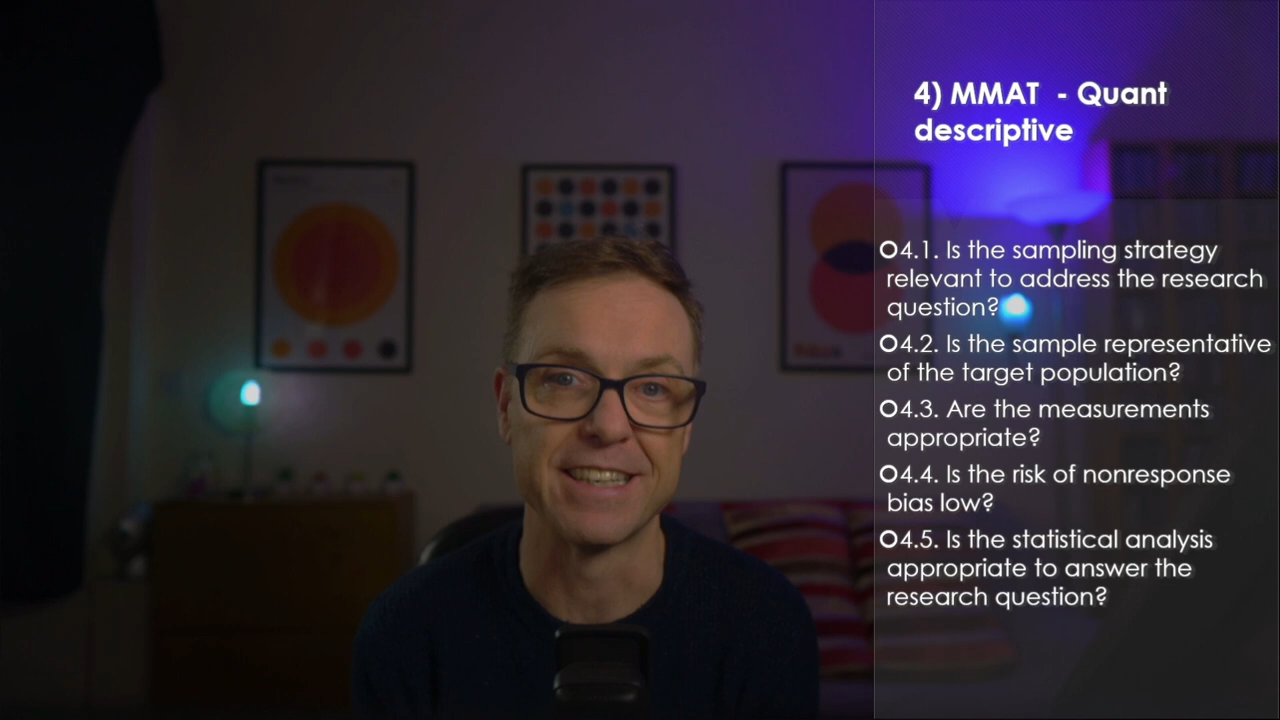 4) MMAT - Quant
descriptive
4.1. Is the sampling strategy
relevant to address the research
question?
4.2. Is the sample representative
of the target population?
4.3. Are the measurements
appropriate?
4.4. Is the risk of nonresponse
bias low?
4.5. Is the statistical analysis
appropriate to answer the
research question?